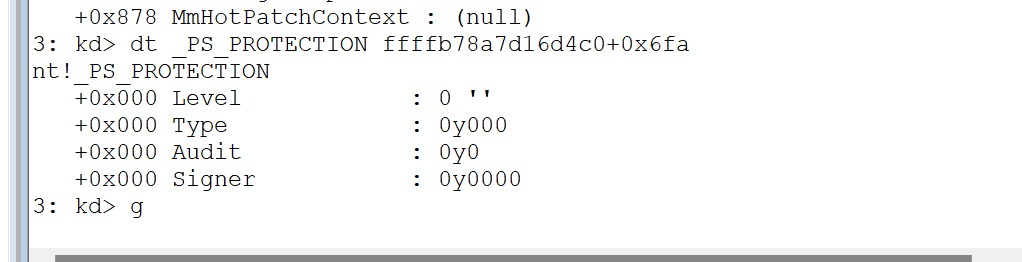 +0x878 MmHotPatchContext : (null)
3: kd> dt _PS_PROTECTION ffffb78a7d16d4c0+0x6fa
nt!_PS_PROTECTION
+0x000 Level : 0 ''
+0x000 Type : 0y000
+0x000 Audit : 0y0
+0x000 Signer : 0y0000
3: kd> g